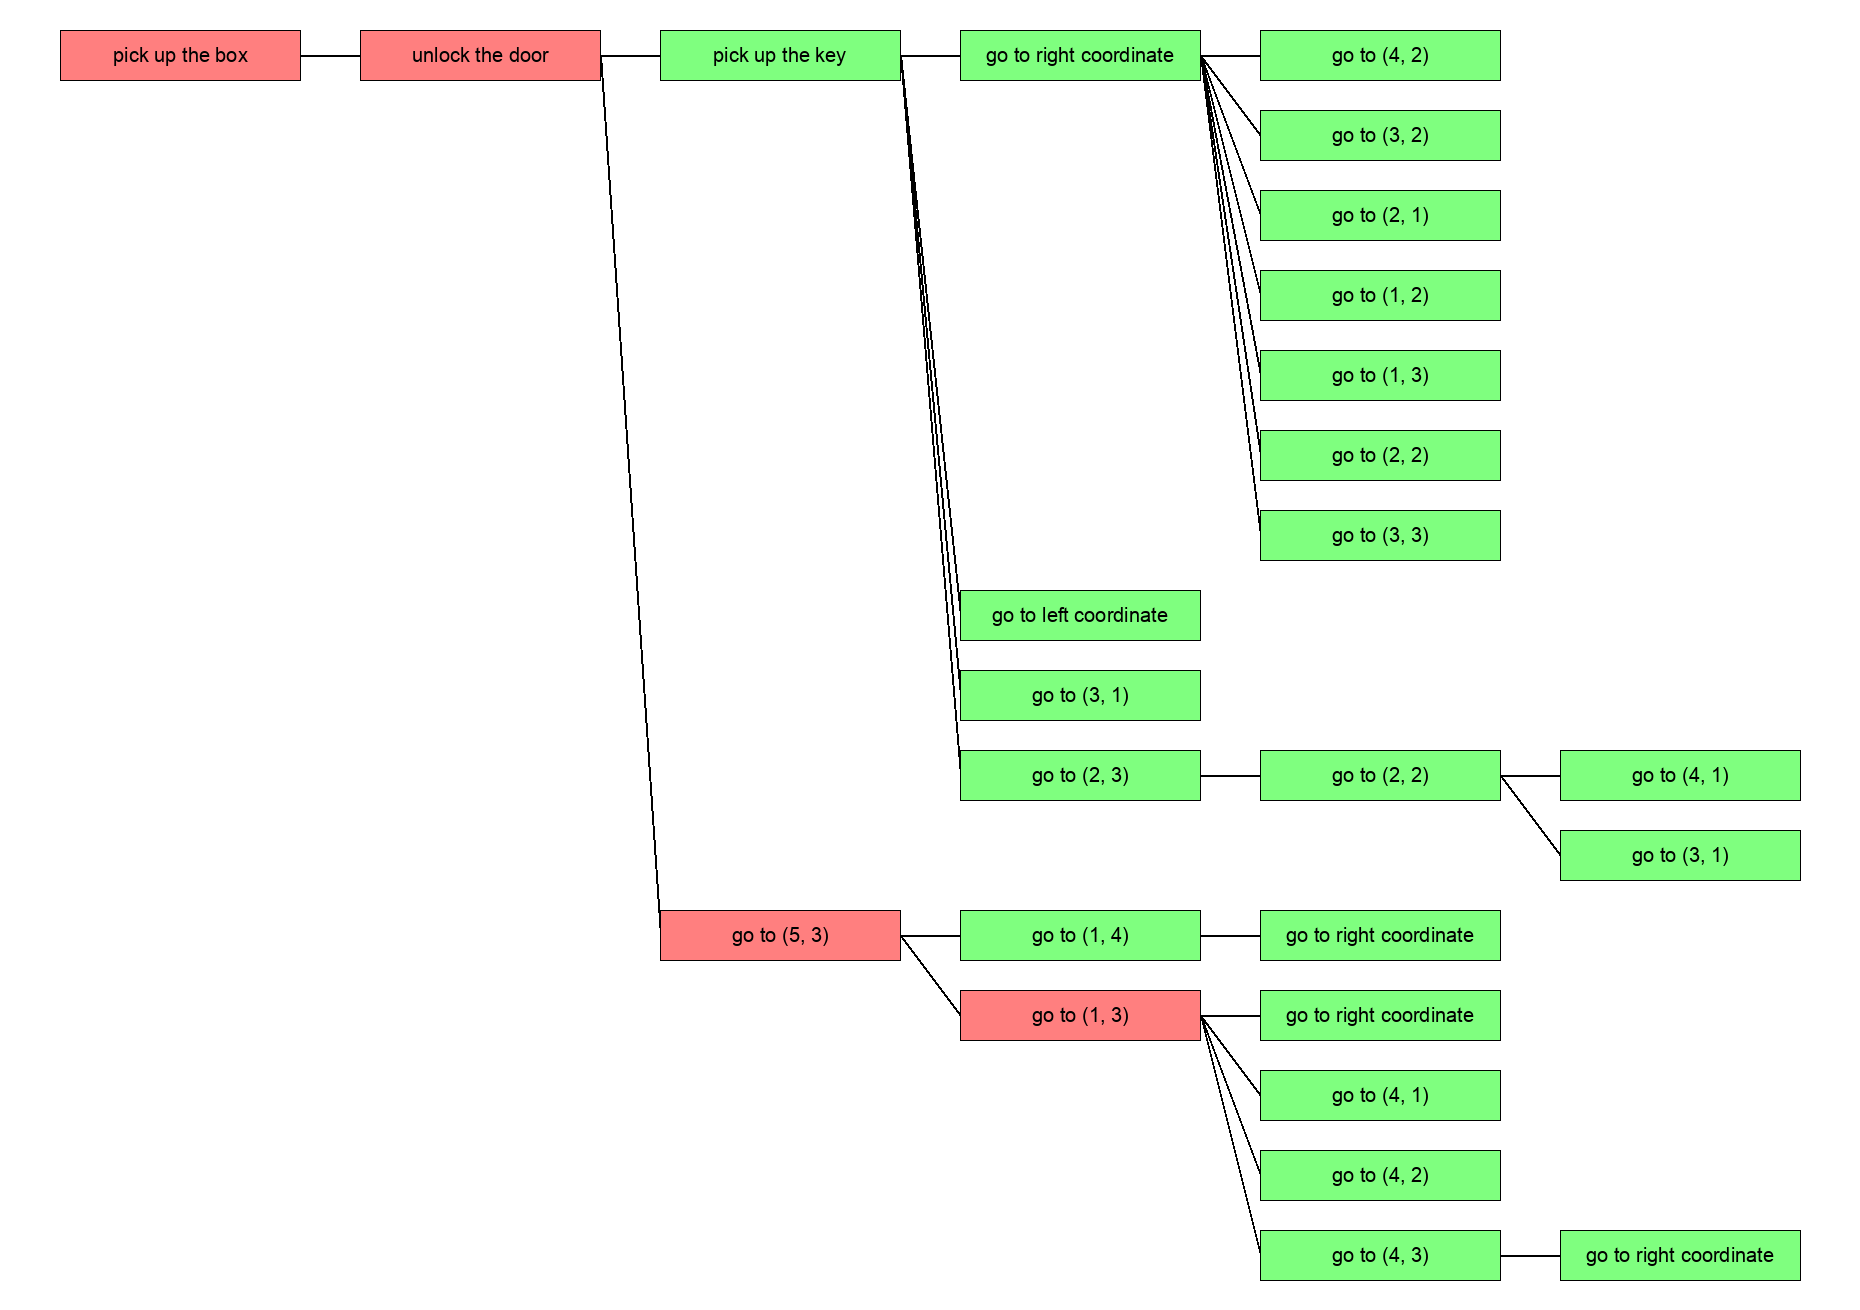 pick up the box
unlock the door
pick up the key
go to right coordinate
go to (4, 2)
go to (3, 2)
go to (2, 1)
go to (1, 2)
go to (1, 3)
go to (2, 2)
go to (3, 3)
go to left coordinate
go to (3, 1)
go to (2, 3)
go to (2, 2)
go to (4, 1)
go to (3, 1)
go to (5, 3)
go to (1, 4)
go to right coordinate
go to (1, 3)
go to right coordinate
go to (4, 1)
go to (4, 2)
go to (4, 3)
go to right coordinate